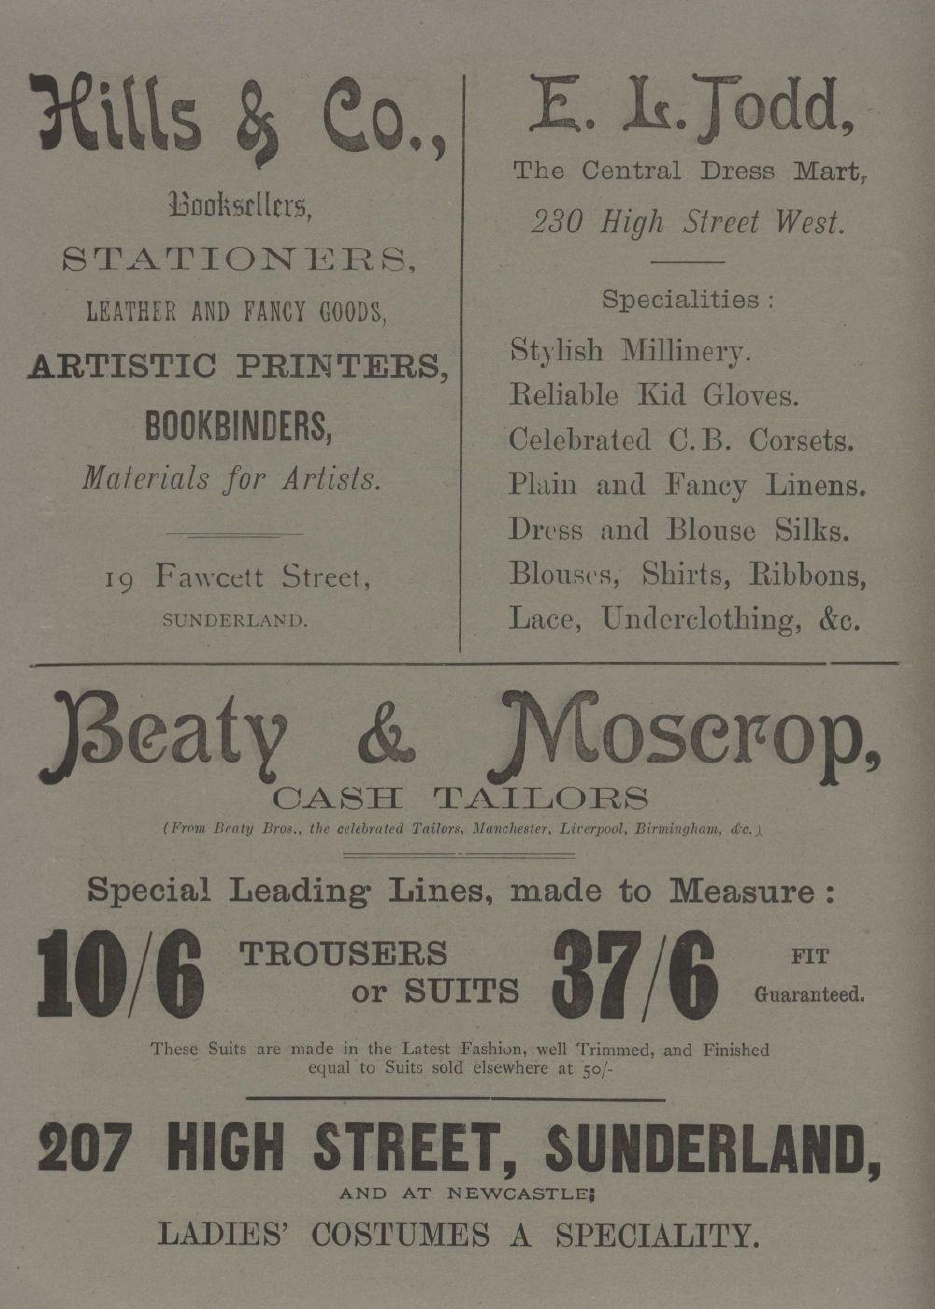 Hills & Co.,
Booksellers,
STATIONERS,
LEATHER AND FANCY GOODS,
ARTISTIC PRINTERS,
BOOKBINDERS,
Materials for Artists.
19 Fawcett Street,
SUNDERLAND.
E. L. Todd,
The Central Dress Mart,
230 High Street West.
Specialities :
Stylish Millinery.
Reliable Kid Gloves.
Celebrated C.B. Corsets.
Plain and Fancy Linens.
Dress and Blouse Silks.
Blouses, Shirts, Ribbons,
Lace, Underclothing, &c.
Beaty & Moscrop,
CASH TAILORS
(From Beaty Bros., the celebrated Tailors, Manchester, Liverpool, Birmingham, &c.)
Special Leading Lines, made to Measure :
10/6 TROUSERS or SUITS 37/6 FIT Guaranteed.
These Suits are made in the Latest Fashion, well Trimmed, and Finished
equal to Suits sold elsewhere at 50/-
207 HIGH STREET, SUNDERLAND,
AND AT NEWCASTLE;
LADIES' COSTUMES A SPECIALITY.